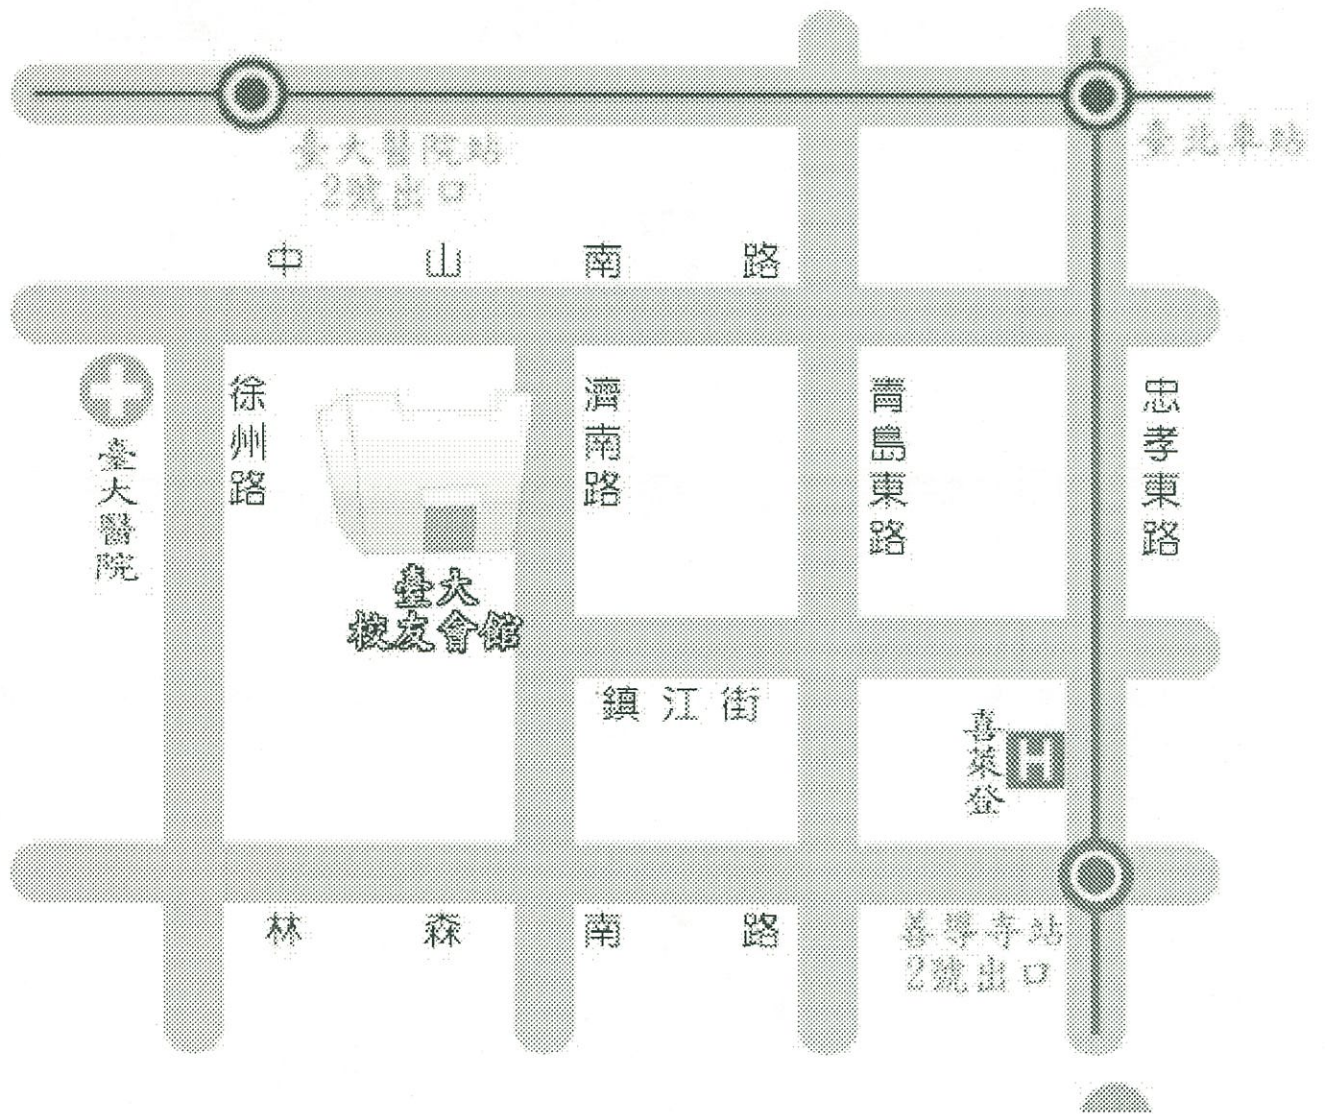 臺大醫院站
2號出口
臺北車站
中山南路
徐州路
濟南路
青島東路
忠孝東路
臺大醫院
臺大
校友會館
鎮江街
喜萊登
H
林森南路
善導寺站
2號出口